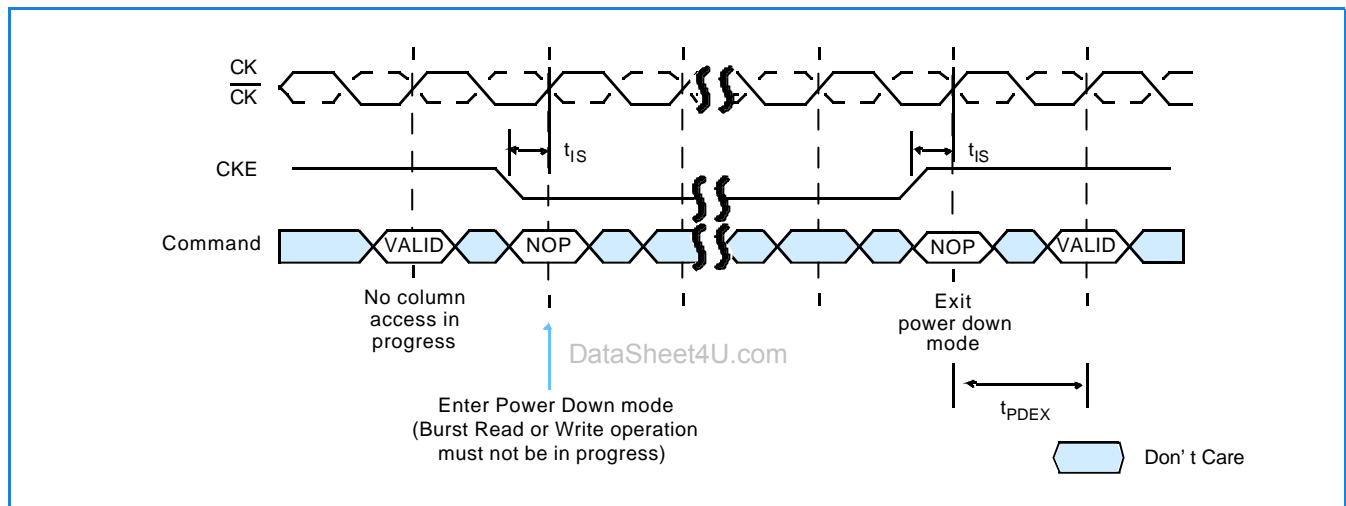 CK
CK
tIS
tIS
CKE
Command
VALID
NOP
NOP
VALID
No column
access in
progress
Exit
power down
mode
DataSheet4U.com
Enter Power Down mode
(Burst Read or Write operation
must not be in progress)
tPDEX
Don' t Care